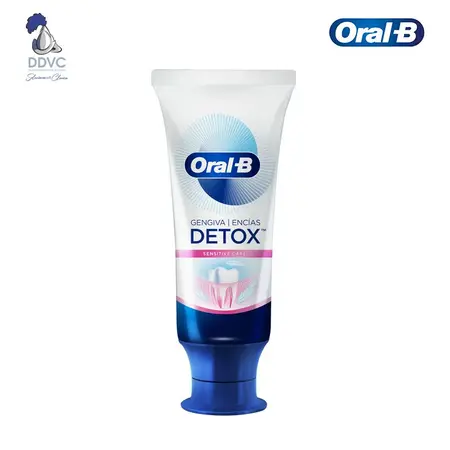 DDVC
Oral-B
Oral-B
GENGIVA | ENCÍAS
DETOX™
SENSITIVE CARE